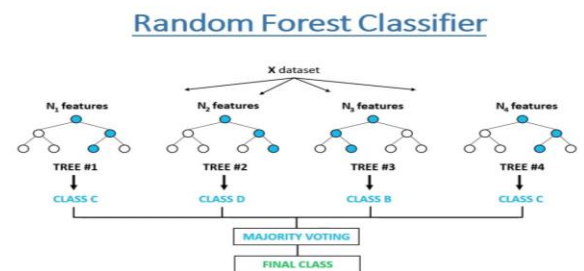 Random Forest Classifier
X dataset
N1 features N2 features N3 features N4 features
TREE #1 TREE #2 TREE #3 TREE #4
CLASS C CLASS D CLASS B CLASS C
MAJORITY VOTING
FINAL CLASS